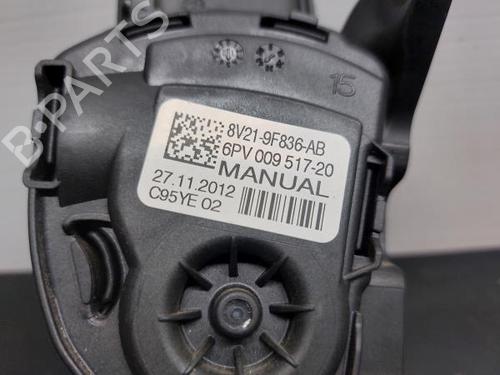 B-PARTS
15
8V21-9F836-AB
6PV 009 517-20
MANUAL
27.11.2012
C95YE 02